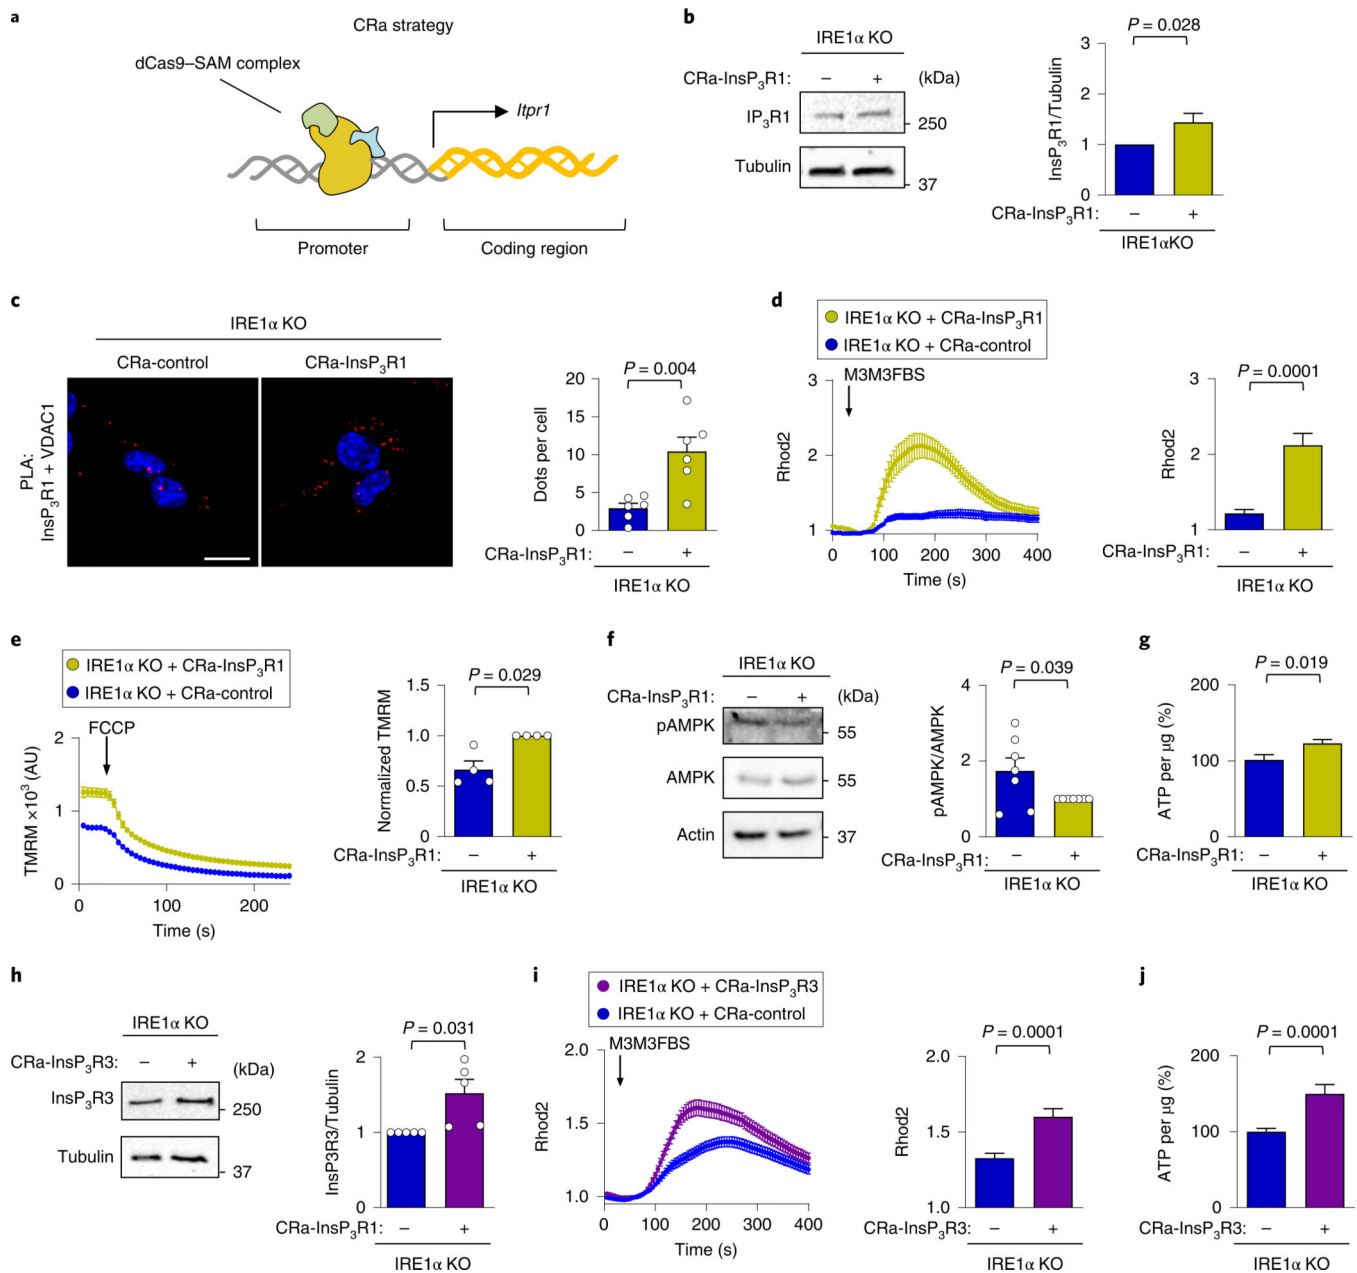 a
CRa strategy
dCas9–SAM complex
Itpr1
Promoter
Coding region
b
IRE1α KO
CRa-InsP₃R1: – + (kDa)
IP₃R1
250
Tubulin
37
P = 0.028
InsP₃R1/Tubulin
3
2
1
0
CRa-InsP₃R1: – +
IRE1αKO
c
IRE1α KO
CRa-control
CRa-InsP₃R1
PLA:
InsP₃R1 + VDAC1
P = 0.004
Dots per cell
20
15
10
5
0
CRa-InsP₃R1: – +
IRE1α KO
d
IRE1α KO + CRa-InsP₃R1
IRE1α KO + CRa-control
M3M3FBS
Rhod2
3
2
1
0 100 200 300 400
Time (s)
P = 0.0001
Rhod2
3
2
1
CRa-InsP₃R1: – +
IRE1α KO
e
IRE1α KO + CRa-InsP₃R1
IRE1α KO + CRa-control
FCCP
TMRM ×10³ (AU)
2
1
0
0 100 200
Time (s)
P = 0.029
Normalized TMRM
1.5
1.0
0.5
0
CRa-InsP₃R1: – +
IRE1α KO
f
IRE1α KO
CRa-InsP₃R1: – + (kDa)
pAMPK
55
AMPK
55
Actin
37
P = 0.039
pAMPK/AMPK
4
2
0
CRa-InsP₃R1: – +
IRE1α KO
g
P = 0.019
ATP per μg (%)
200
100
0
CRa-InsP₃R1: – +
IRE1α KO
h
IRE1α KO
CRa-InsP₃R3: – + (kDa)
InsP₃R3
250
Tubulin
37
P = 0.031
InsP3R3/Tubulin
2
1
0
CRa-InsP₃R1: – +
IRE1α KO
i
IRE1α KO + CRa-InsP₃R3
IRE1α KO + CRa-control
M3M3FBS
Rhod2
2.0
1.5
1.0
0 100 200 300 400
Time (s)
P = 0.0001
Rhod2
2.0
1.5
1.0
CRa-InsP₃R3: – +
IRE1α KO
j
P = 0.0001
ATP per μg (%)
200
100
0
CRa-InsP₃R3: – +
IRE1α KO